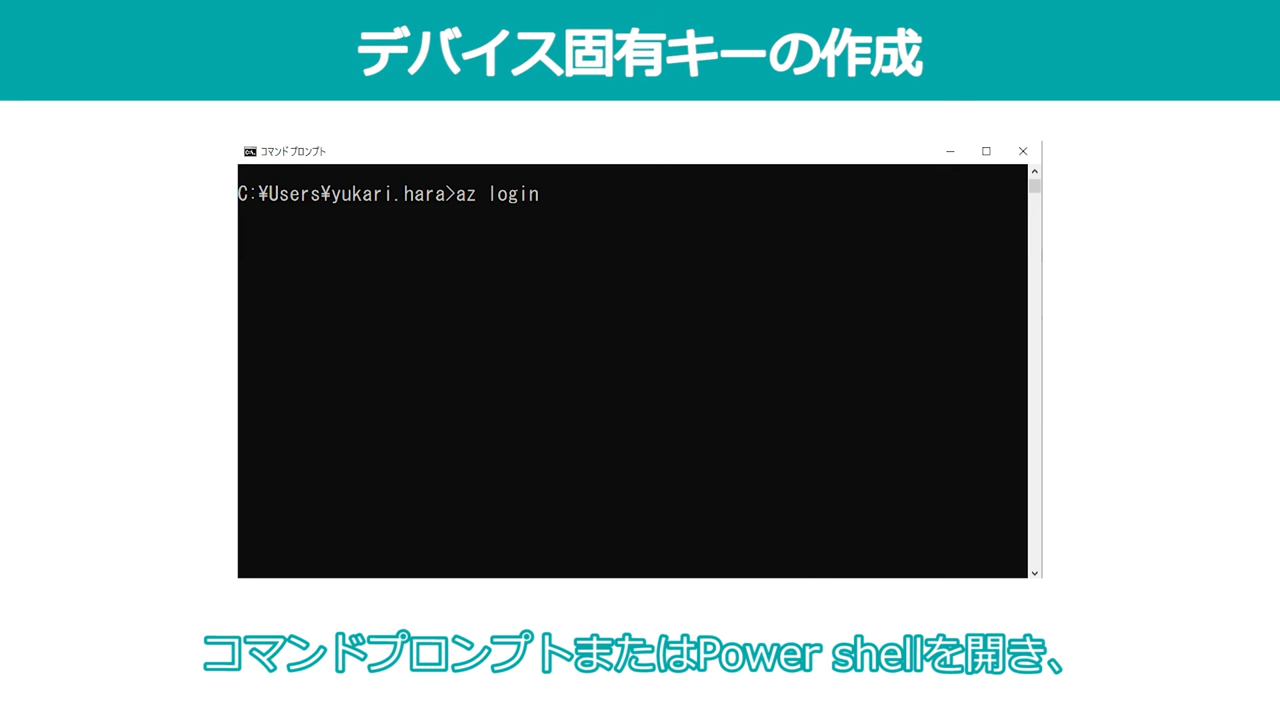 デバイス固有キーの作成
コマンドプロンプト
C:¥Users¥yukari.hara>az login
コマンドプロンプトまたはPower shellを開き、